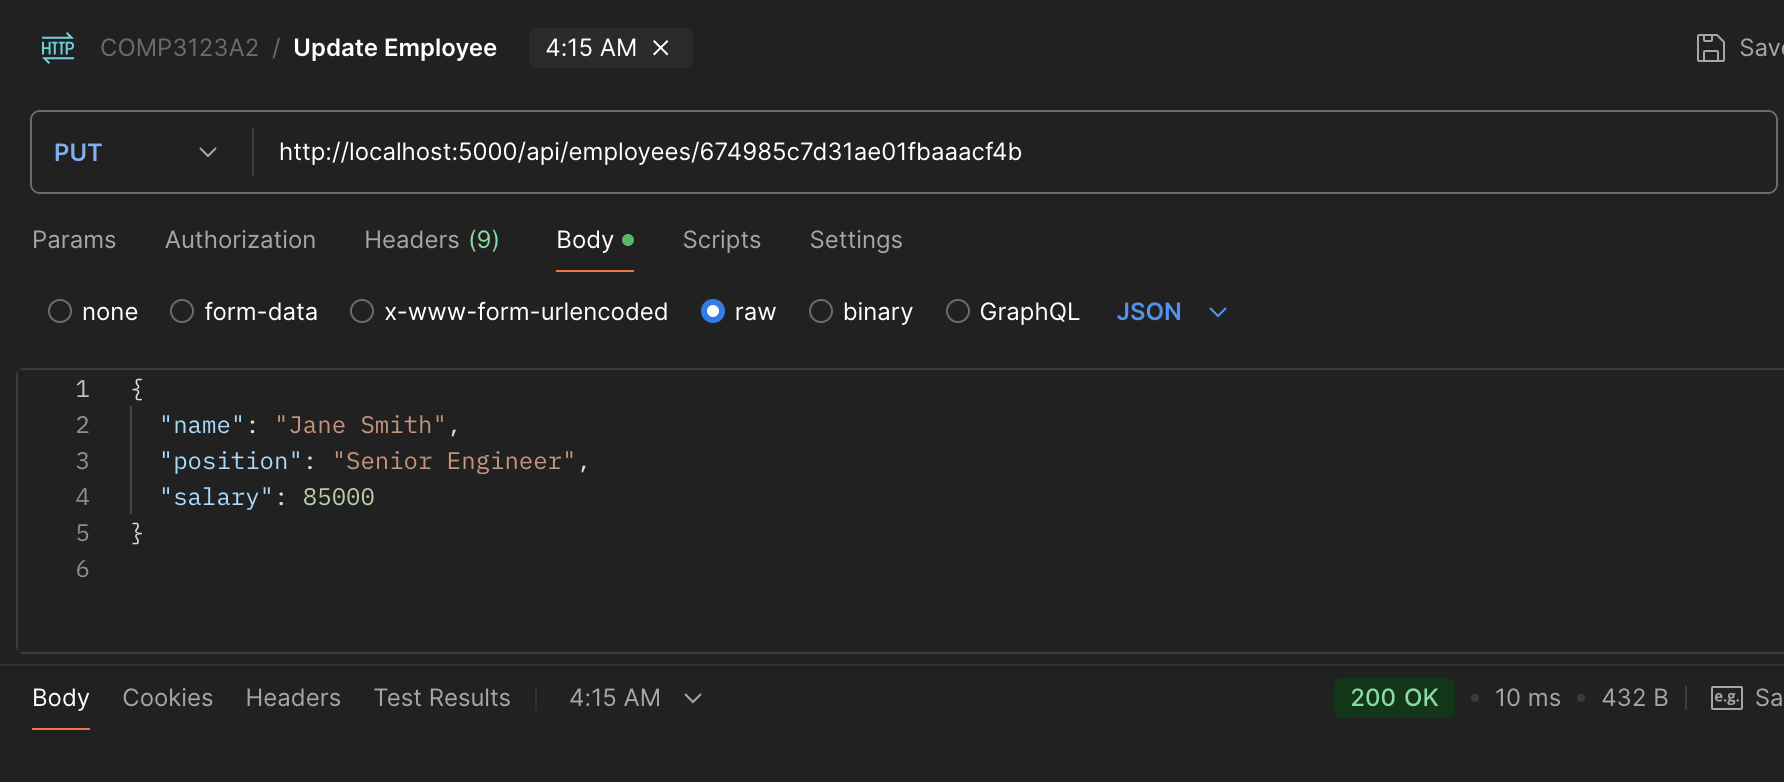 HTTP COMP3123A2 / Update Employee 4:15 AM Sav
PUT http://localhost:5000/api/employees/674985c7d31ae01fbaaacf4b
Params Authorization Headers (9) Body Scripts Settings
none form-data x-www-form-urlencoded raw binary GraphQL JSON
1 {
2 "name": "Jane Smith",
3 "position": "Senior Engineer",
4 "salary": 85000
5 }
6
Body Cookies Headers Test Results 4:15 AM 200 OK • 10 ms • 432 B e.g. Sa